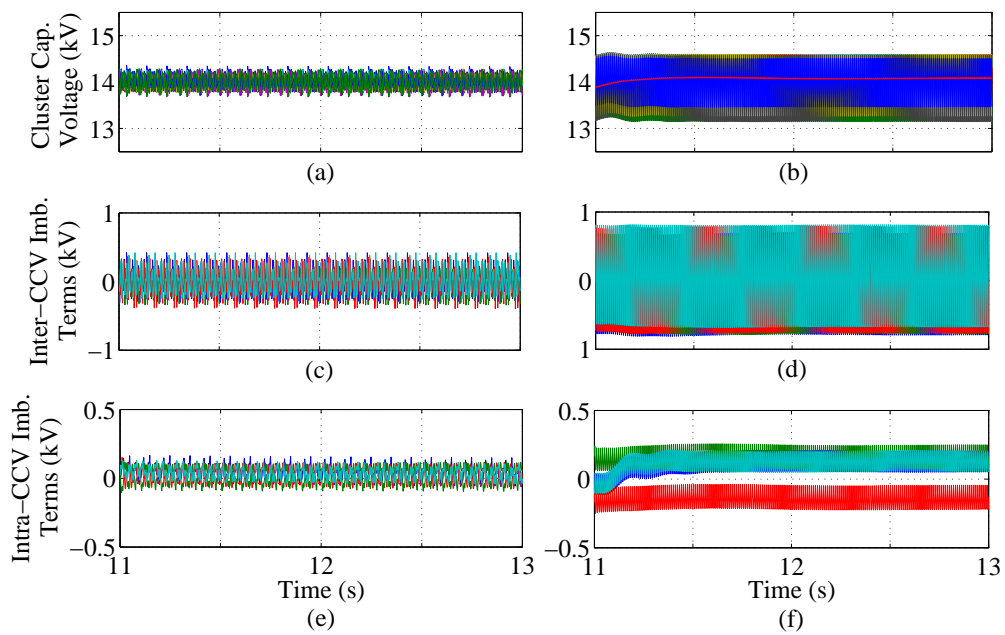 Cluster Cap.
Voltage (kV)
15
14
13
(a)
15
14
13
(b)
Inter−CCV Imb.
Terms (kV)
1
0
−1
(c)
1
0
1
(d)
Intra−CCV Imb.
Terms (kV)
0.5
0
−0.5
11
12
13
Time (s)
(e)
0.5
0
−0.5
11
12
13
Time (s)
(f)